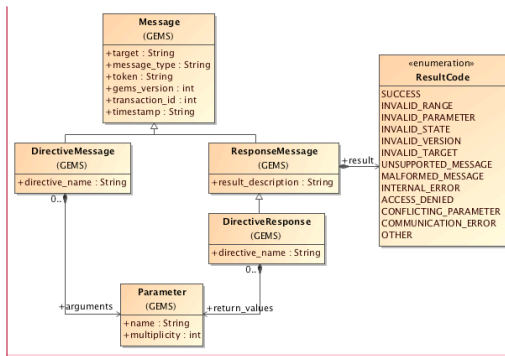 Message
(GEMS)
+target : String
+message_type : String
+token : String
+gems_version : int
+transaction_id : int
+timestamp : String
«enumeration»
ResultCode
SUCCESS
INVALID_RANGE
INVALID_PARAMETER
INVALID_STATE
INVALID_VERSION
INVALID_TARGET
UNSUPPORTED_MESSAGE
MALFORMED_MESSAGE
INTERNAL_ERROR
ACCESS_DENIED
CONFLICTING_PARAMETER
COMMUNICATION_ERROR
OTHER
DirectiveMessage
(GEMS)
+directive_name : String
0..*
ResponseMessage
(GEMS)
+result_description : String
+result
DirectiveResponse
(GEMS)
+directive_name : String
0..*
Parameter
(GEMS)
+name : String
+multiplicity : int
+arguments
+return_values